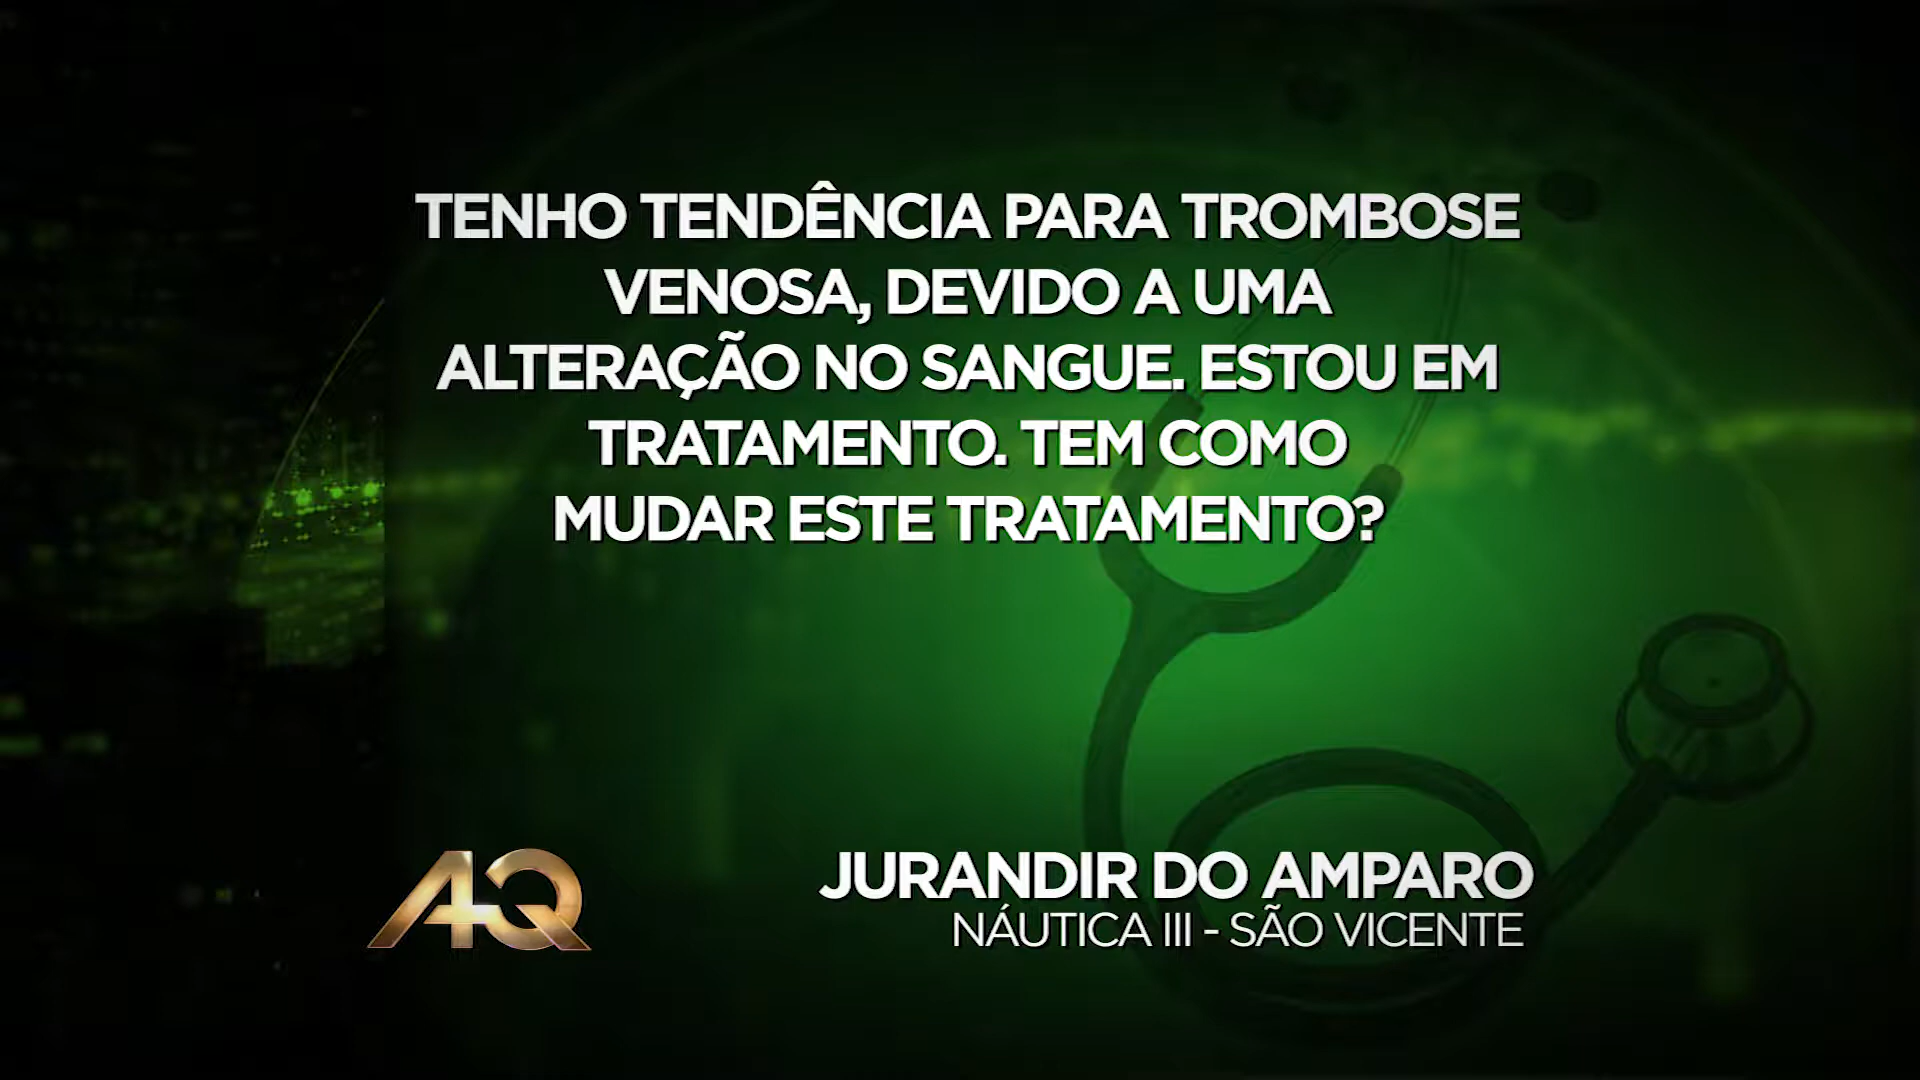 TENHO TENDÊNCIA PARA TROMBOSE
VENOSA, DEVIDO A UMA
ALTERAÇÃO NO SANGUE. ESTOU EM
TRATAMENTO. TEM COMO
MUDAR ESTE TRATAMENTO?
AQ
JURANDIR DO AMPARO
NÁUTICA III - SÃO VICENTE